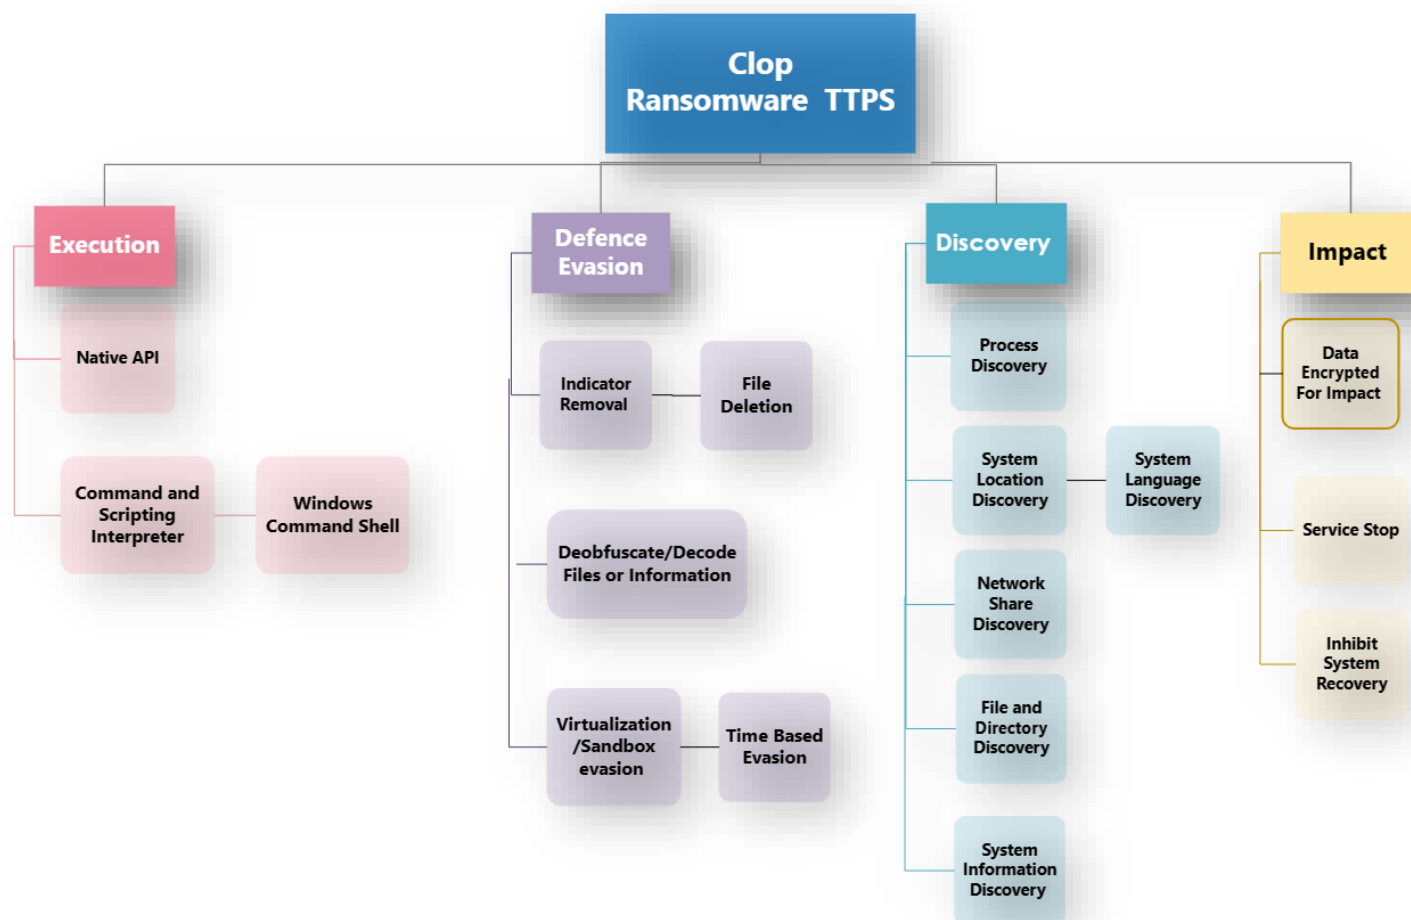 Clop
Ransomware TTPS
Execution
Native API
Command and
Scripting
Interpreter
Windows
Command Shell
Defence
Evasion
Indicator
Removal
File
Deletion
Deobfuscate/Decode
Files or Information
Virtualization
/Sandbox
evasion
Time Based
Evasion
Discovery
Process
Discovery
System
Location
Discovery
System
Language
Discovery
Network
Share
Discovery
File and
Directory
Discovery
System
Information
Discovery
Impact
Data
Encrypted
For Impact
Service Stop
Inhibit
System
Recovery